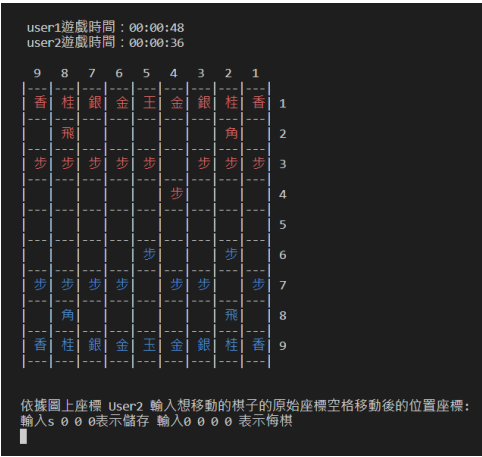 user1遊戲時間：00:00:48
user2遊戲時間：00:00:36
9 8 7 6 5 4 3 2 1
|---|---|---|---|---|---|---|---|---|
| 香| 桂| 銀| 金| 王| 金| 銀| 桂| 香| 1
|---|---|---|---|---|---|---|---|---|
|   | 飛|   |   |   |   |   | 角|   | 2
|---|---|---|---|---|---|---|---|---|
| 步| 步| 步| 步| 步|   | 步| 步| 步| 3
|---|---|---|---|---|---|---|---|---|
|   |   |   |   |   | 步|   |   |   | 4
|---|---|---|---|---|---|---|---|---|
|   |   |   |   |   |   |   |   |   | 5
|---|---|---|---|---|---|---|---|---|
|   |   |   |   | 步|   |   | 步|   | 6
|---|---|---|---|---|---|---|---|---|
| 步| 步| 步| 步|   | 步| 步|   | 步| 7
|---|---|---|---|---|---|---|---|---|
|   | 角|   |   |   |   |   | 飛|   | 8
|---|---|---|---|---|---|---|---|---|
| 香| 桂| 銀| 金| 王| 金| 銀| 桂| 香| 9
|---|---|---|---|---|---|---|---|---|
依據圖上座標 User2 輸入想移動的棋子的原始座標空格移動後的位置座標:
輸入s 0 0 0表示儲存 輸入0 0 0 0 表示悔棋